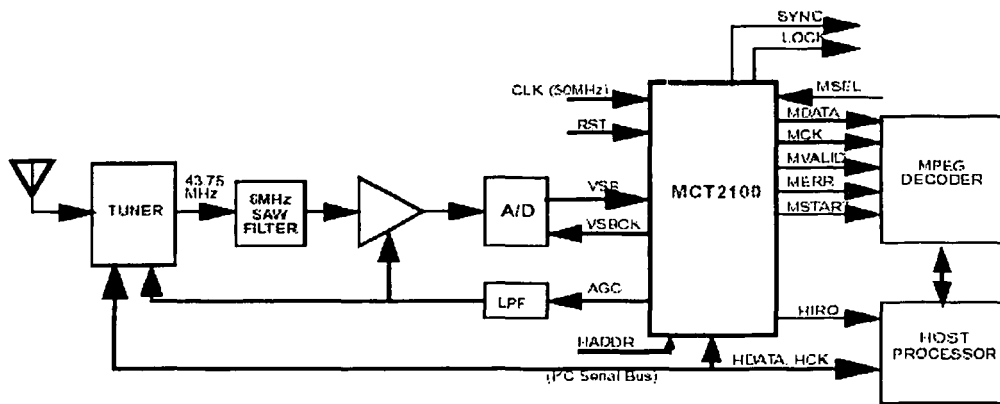 SYNC
LOCK
CLK (50MHz)
MSEL
RST
MDATA
MCK
MVALID
MERR
MSTART
MPEG
DECODER
TUNER
43.75
MHz
6MHz
SAW
FILTER
A/D
VSB
VSBCK
MCT2100
LPF
AGC
HIRQ
HADDR
(I²C Serial Bus)
HDATA, HCK
HOST
PROCESSOR